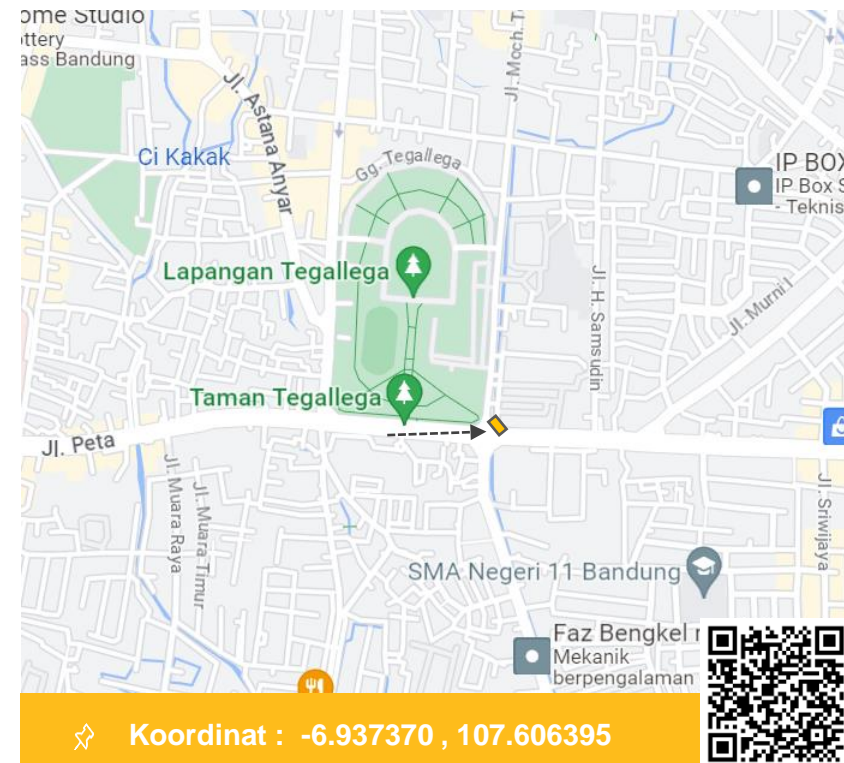 ome Studio
ottery
ass Bandung
Jl. Moch. T
Jl. Astana Anyar
Ci Kakak
Gg. Tegallega
IP BOX
IP Box S
- Teknis
Lapangan Tegallega
Jl. H. Samsudin
Jl. Murni I
Taman Tegallega
Jl. Peta
Jl. Muara Raya
Jl. Muara Timur
Jl. Sriwijaya
SMA Negeri 11 Bandung
Faz Bengkel r
Mekanik
berpengalaman
Koordinat : -6.937370 , 107.606395